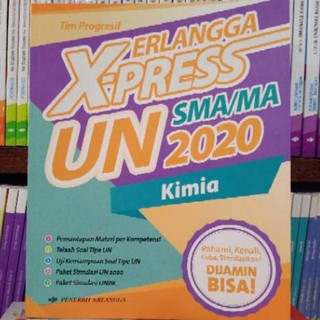 Tim Progresif
ERLANGGA
X-PRESS
UN SMA/MA
2020
Kimia
Pemantapan Materi per Kompetensi
Telaah Soal Tipe UN
Uji Kemampuan Soal Tipe UN
Paket Simulasi UN 2020
Paket Simulasi UNBK
Pahami, Kenali,
Coba, Simulasikan!
DIJAMIN
BISA!
PENERBIT ERLANGGA